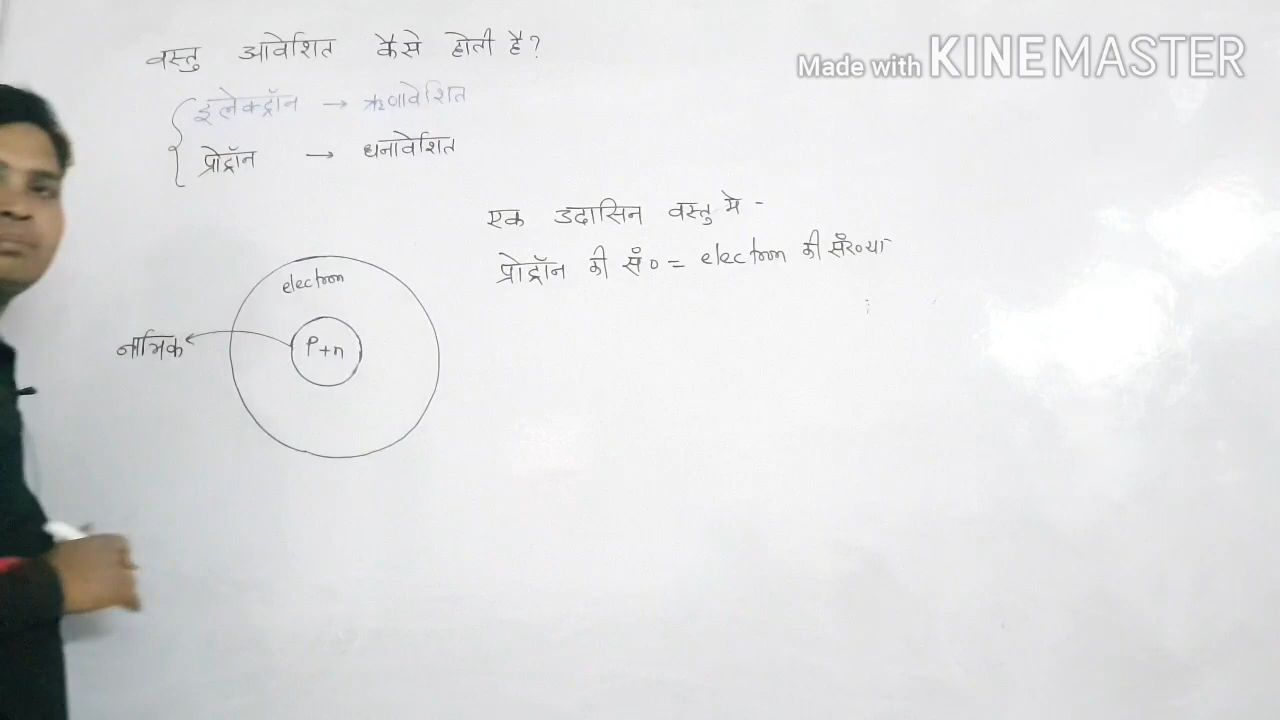 वस्तु आवेशित कैसे होती है?
Made with KINEMASTER
इलेक्ट्रॉन → ऋणावेशित
प्रोट्रॉन → धनावेशित
एक उदासिन वस्तु मे -
प्रोट्रॉन की सं० = electron की संख्या
electron
नाभिक
P+n